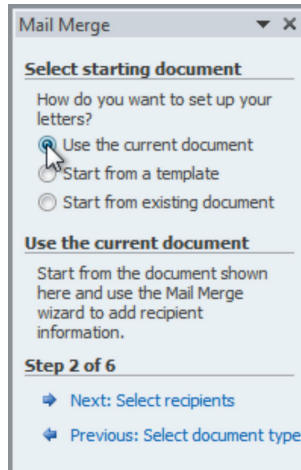 Mail Merge
Select starting document
How do you want to set up your
letters?
Use the current document
Start from a template
Start from existing document
Use the current document
Start from the document shown
here and use the Mail Merge
wizard to add recipient
information.
Step 2 of 6
Next: Select recipients
Previous: Select document type